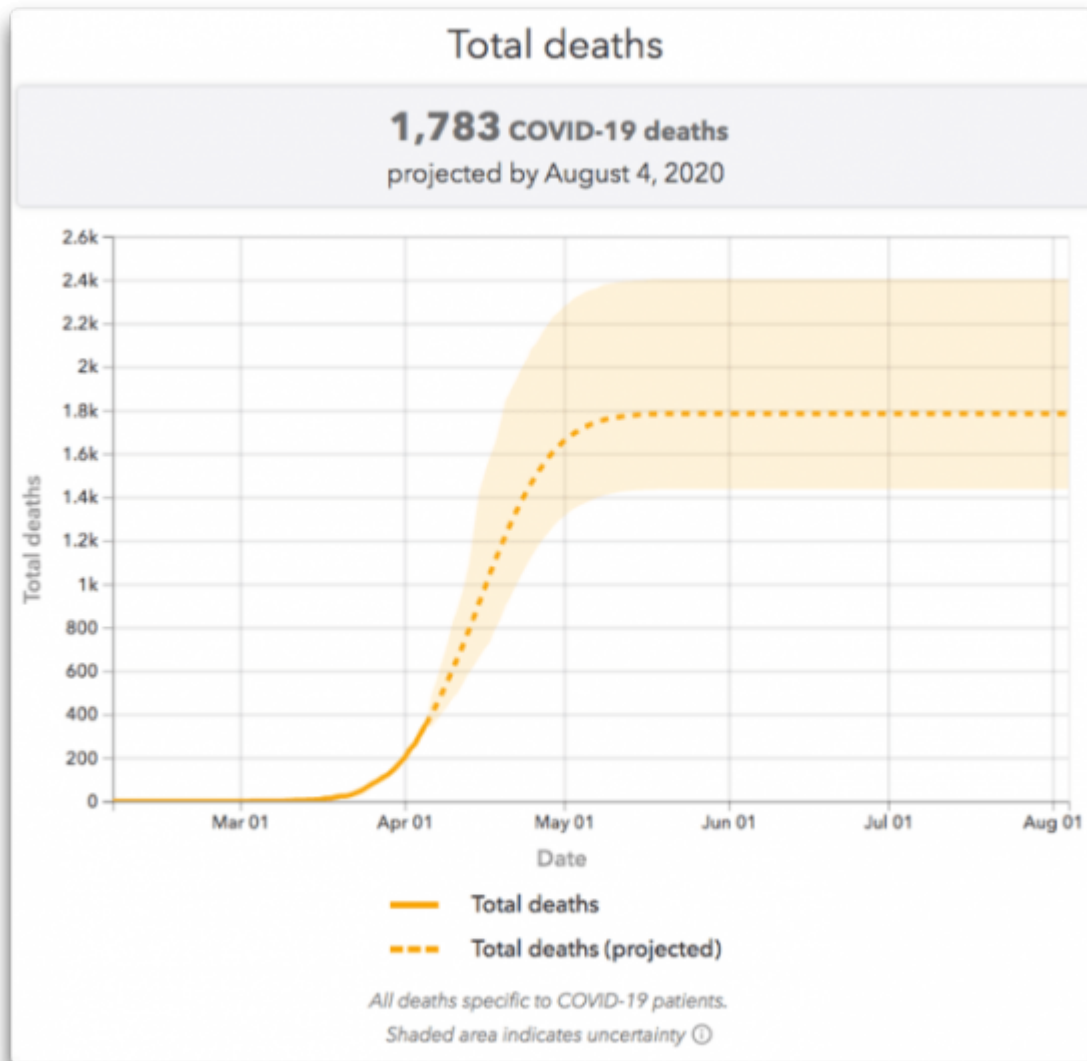 Total deaths
1,783 COVID-19 deaths
projected by August 4, 2020
2.6k
2.4k
2.2k
2k
1.8k
1.6k
1.4k
1.2k
1k
800
600
400
200
0
Total deaths
Mar 01 Apr 01 May 01 Jun 01 Jul 01 Aug 01
Date
Total deaths
Total deaths (projected)
All deaths specific to COVID-19 patients.
Shaded area indicates uncertainty ⓘ